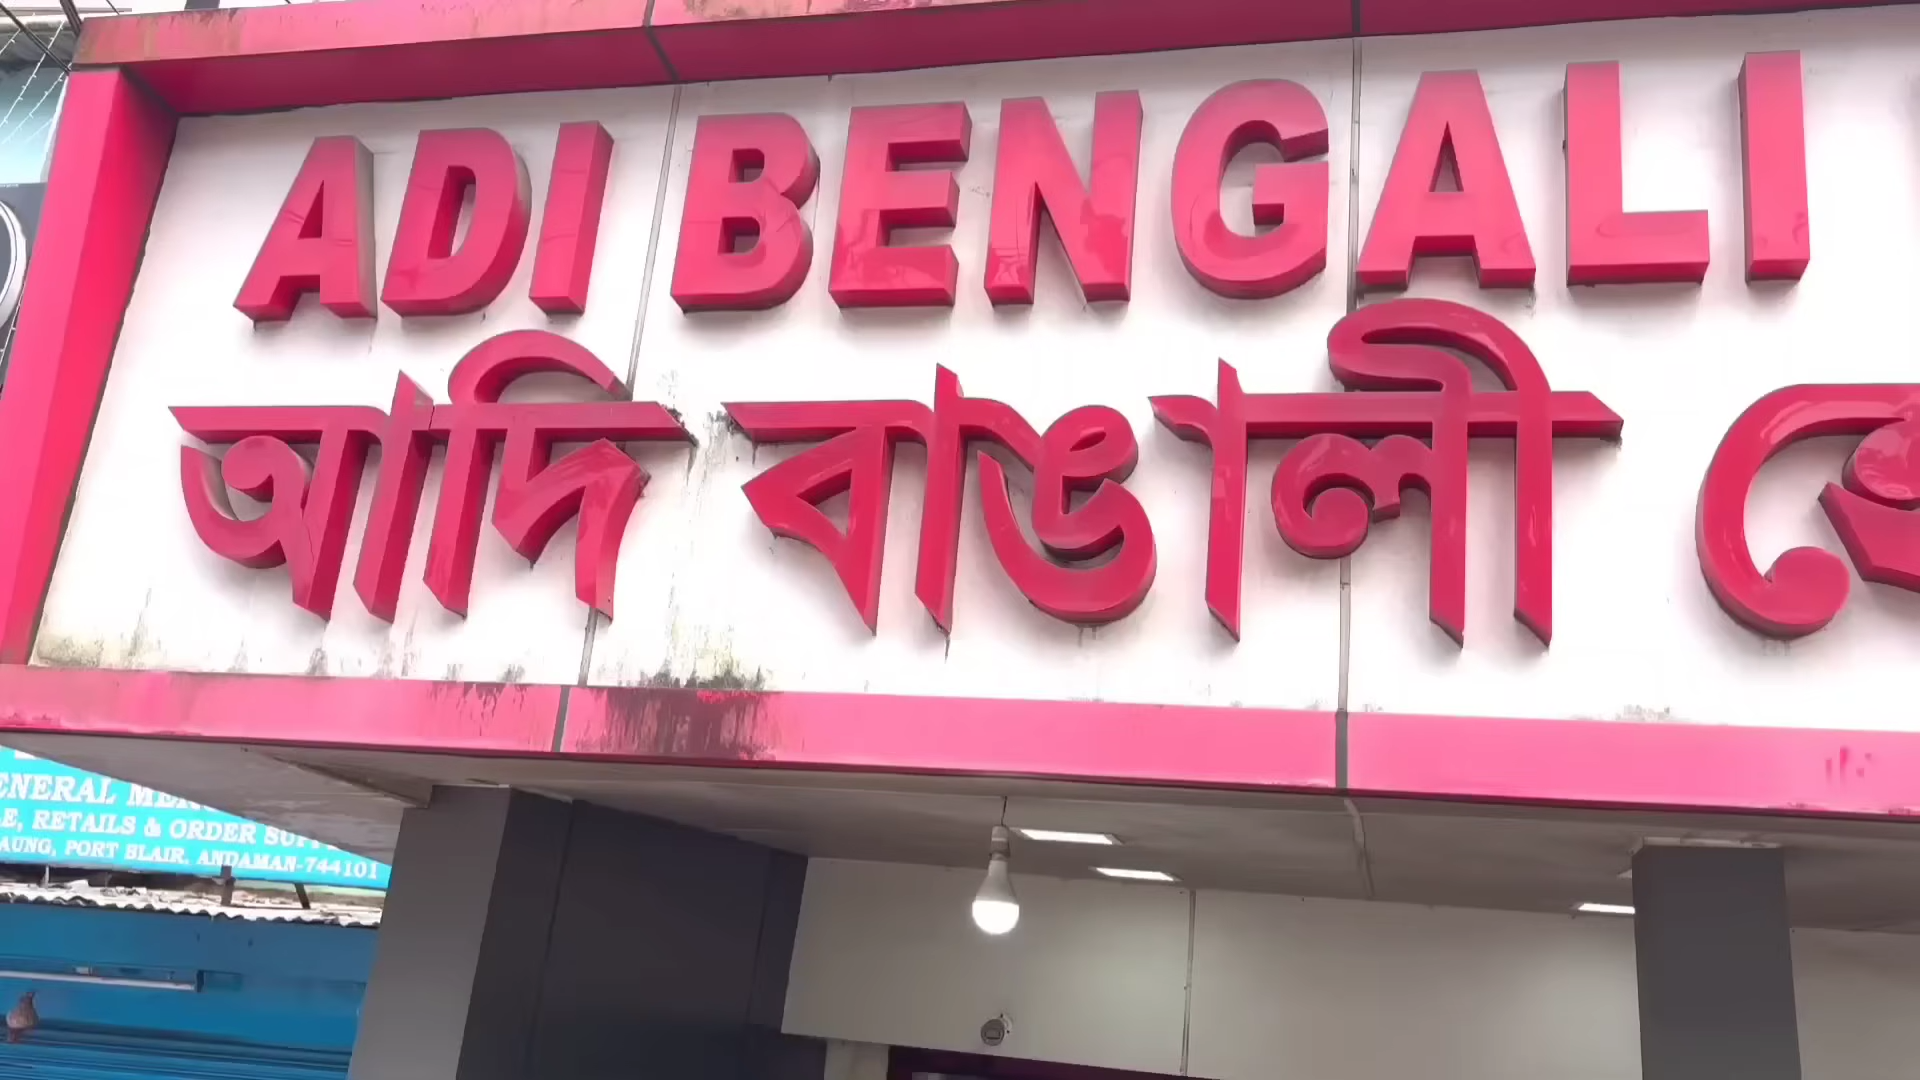 ADI BENGALI
আদি বাঙালী
RETAILS & ORDER
PORT BLAIR. ANDAMAN-744101